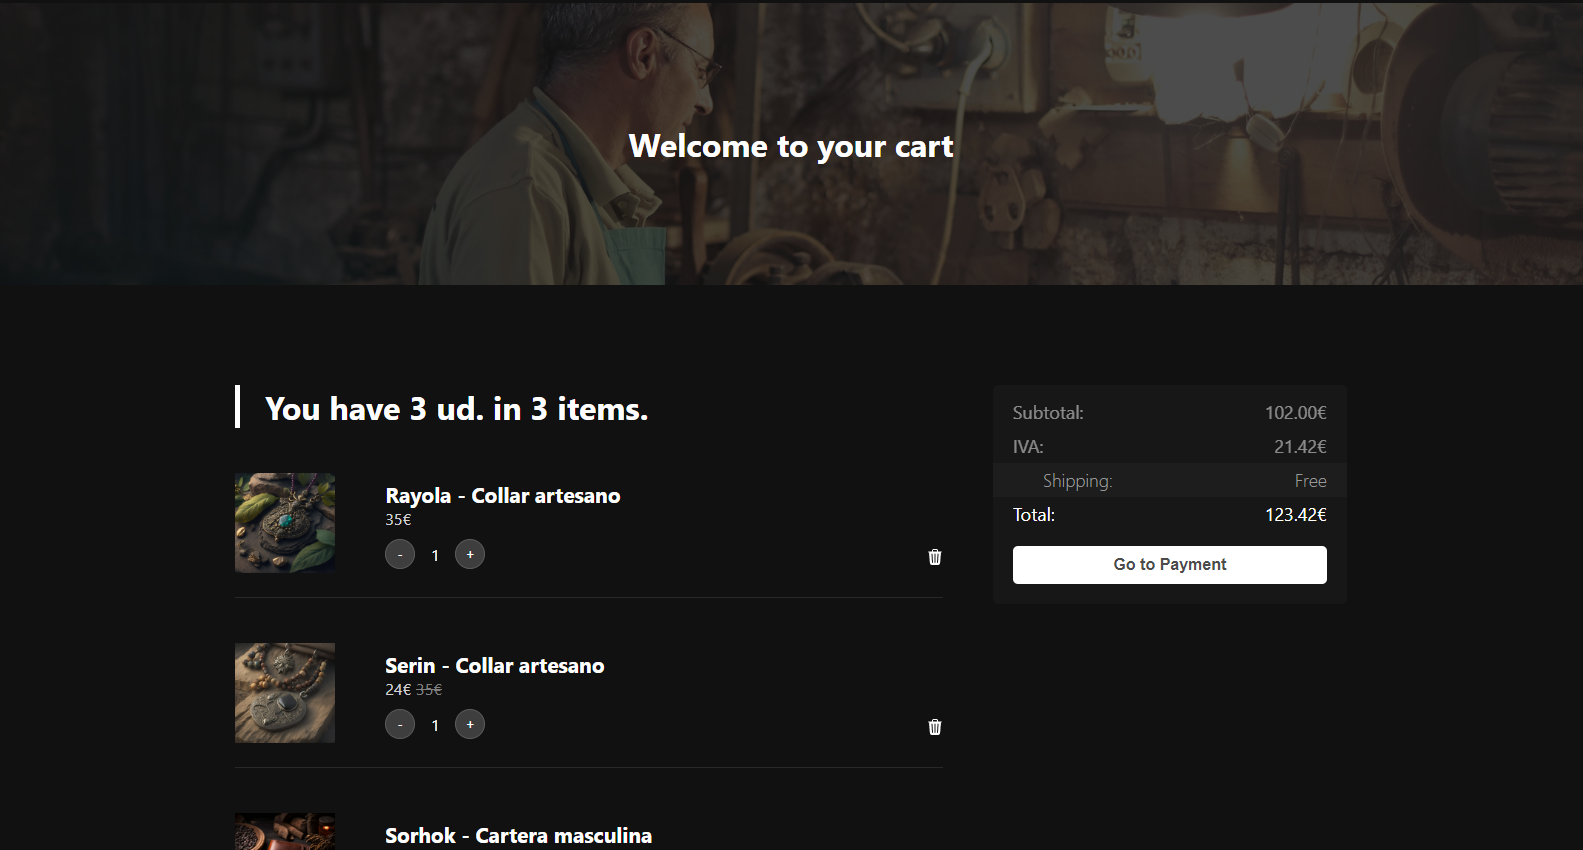 Welcome to your cart
You have 3 ud. in 3 items.
Rayola - Collar artesano
35€
- 1 +
Serin - Collar artesano
24€ 35€
- 1 +
Sorhok - Cartera masculina
Subtotal: 102.00€
IVA: 21.42€
Shipping: Free
Total: 123.42€
Go to Payment